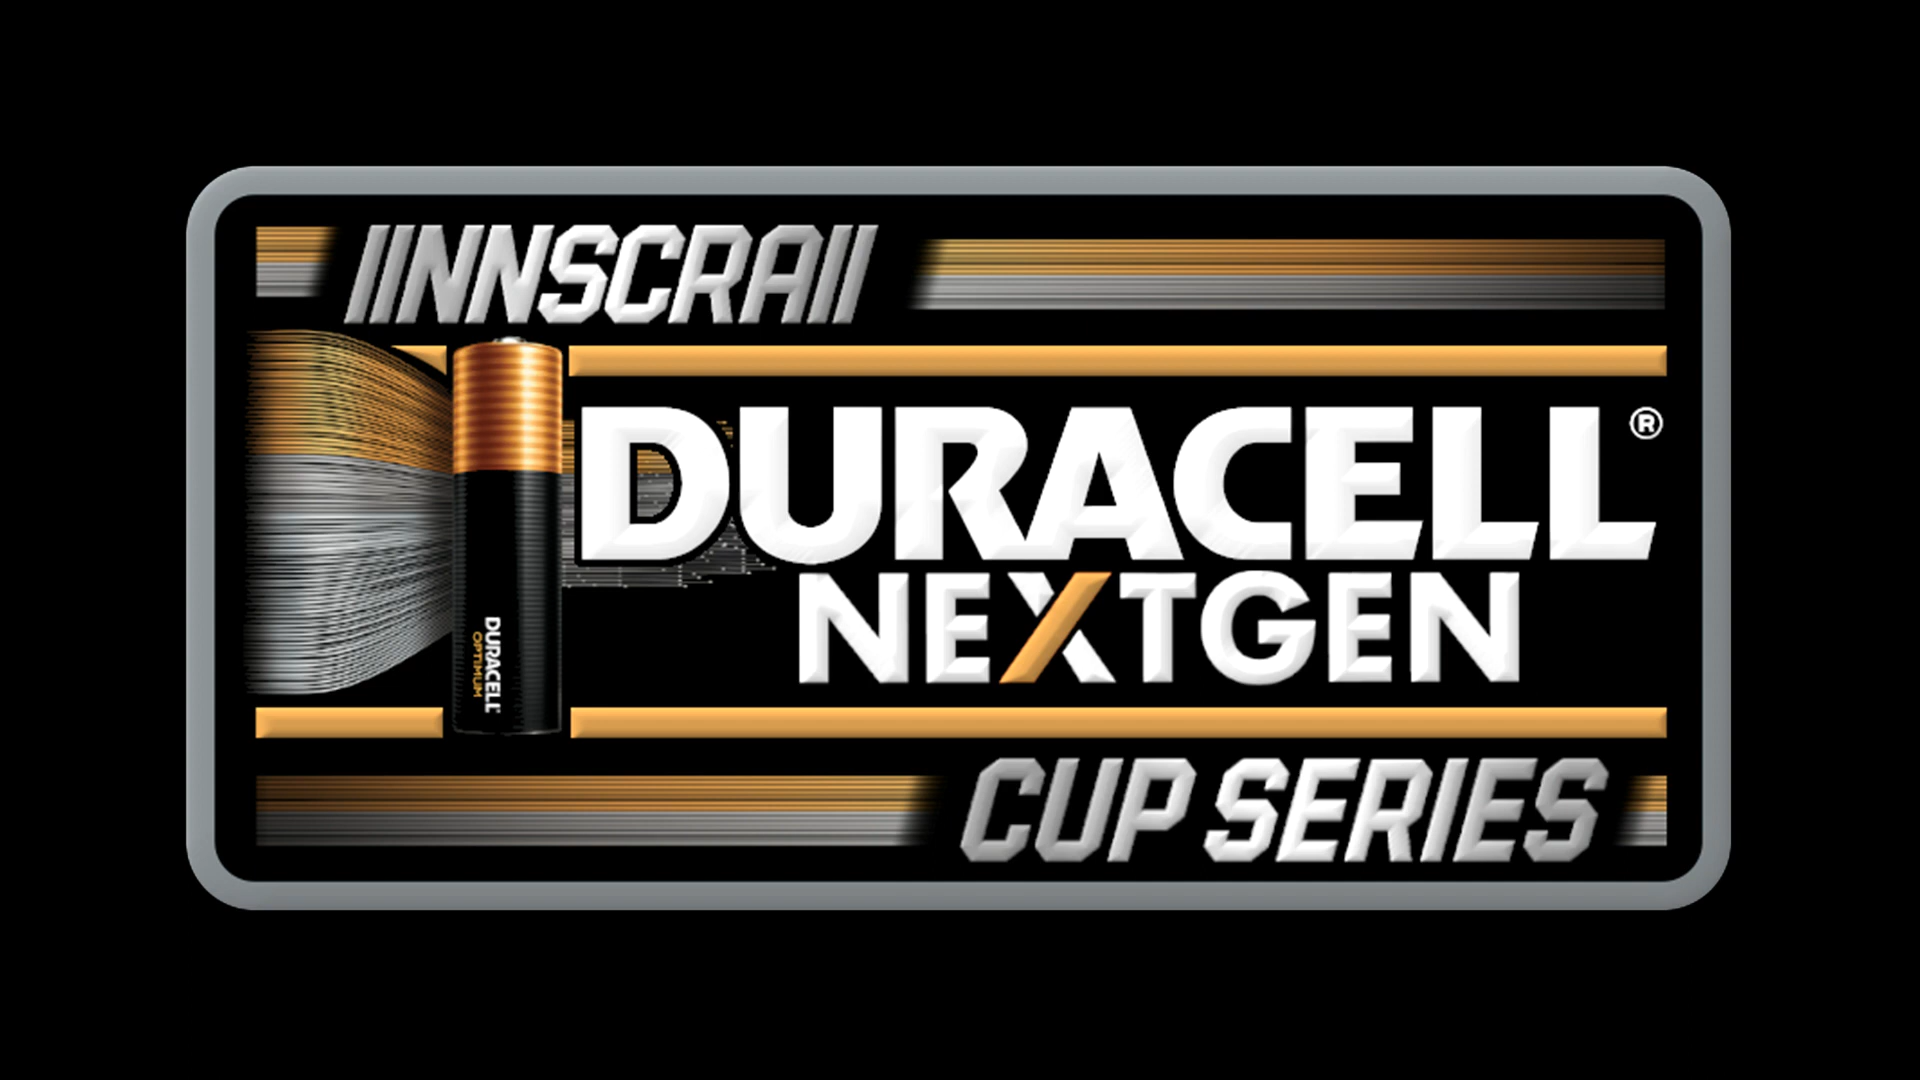 IINNSCRAII
DURACELL®
NEXTGEN
DURACELL
OPTIMUM
CUP SERIES